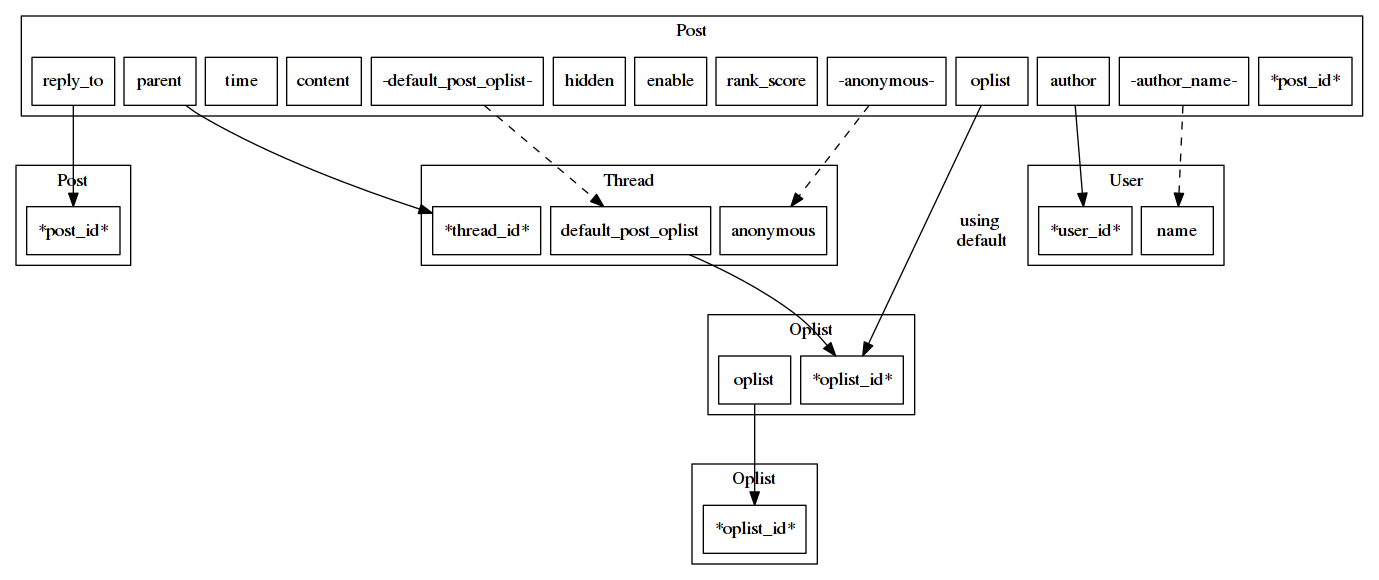 Post
reply_to parent time content -default_post_oplist- hidden enable rank_score -anonymous- oplist author -author_name- *post_id*
Post Thread User
*post_id* *thread_id* default_post_oplist anonymous using default *user_id* name
Oplist
oplist *oplist_id*
Oplist
*oplist_id*